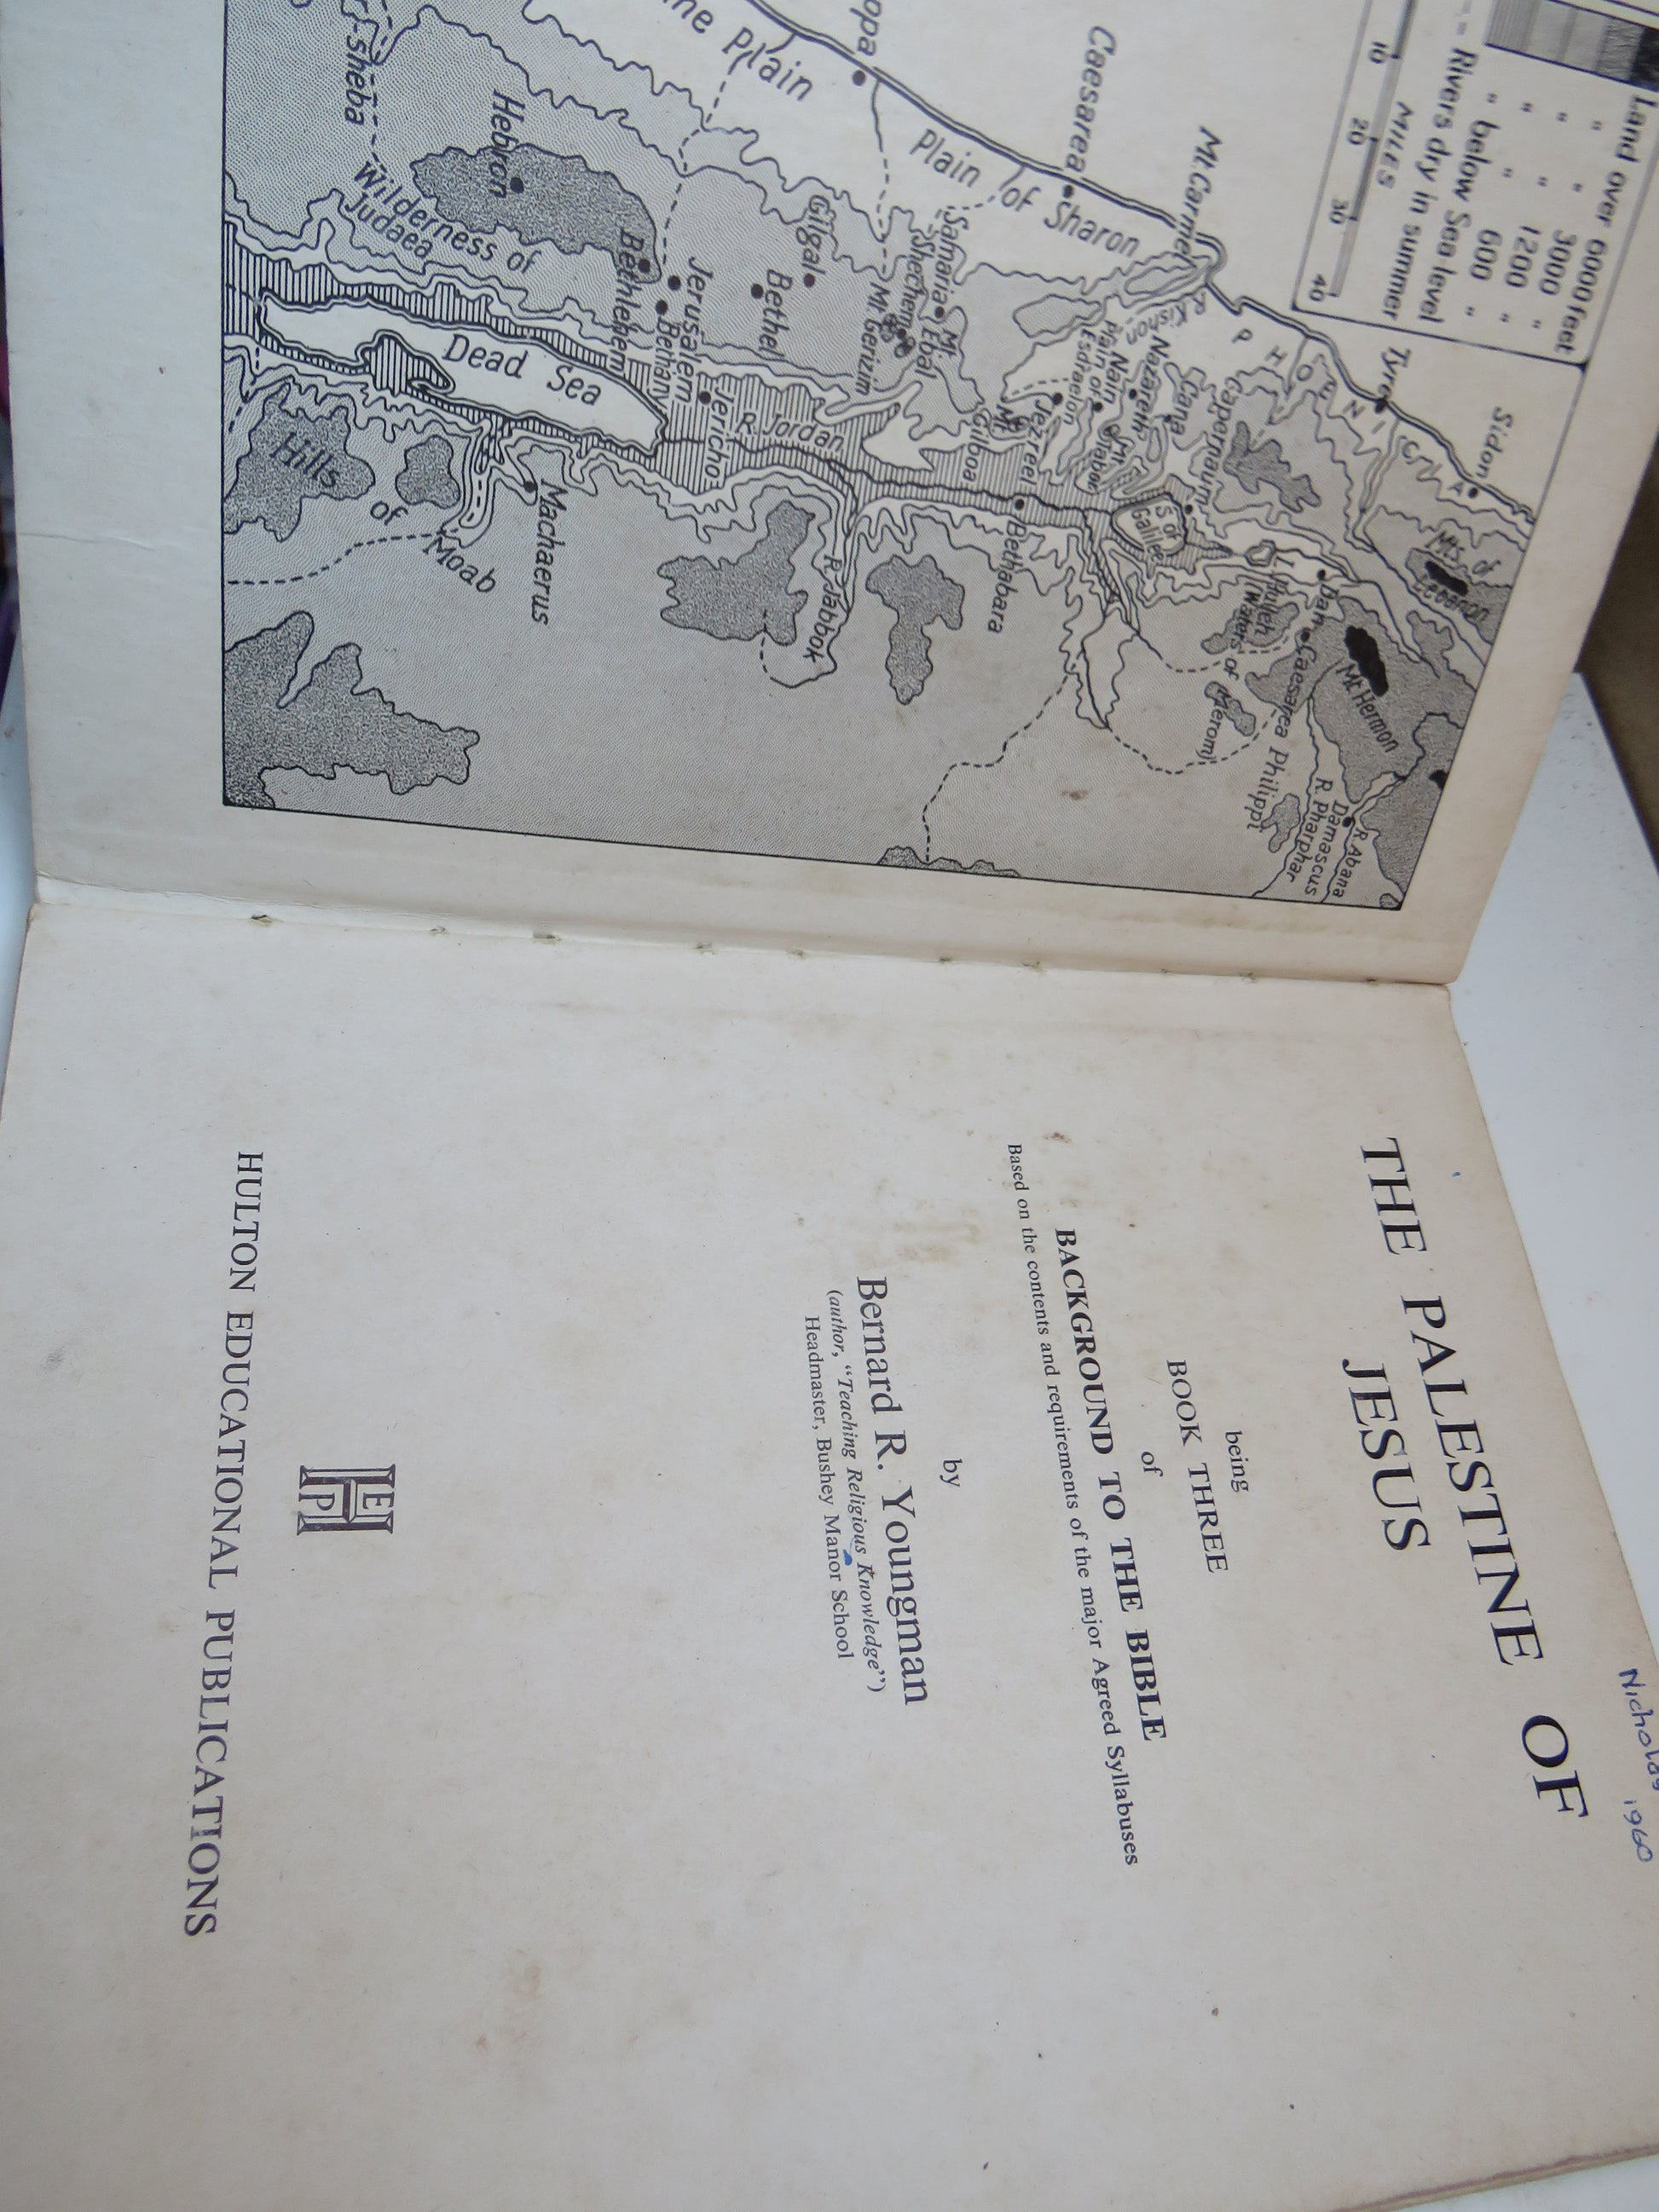 Land over 6000 feet
" " 3000 "
" " 1200 "
" " 600 "
" below Sea level
Rivers dry in summer
MILES
10 20 30 40
Sidon
Tyre
PHOENICIA
Mts of Lebanon
Mt. Hermon
R. Abana
Damascus
R. Pharphar
Dan
Caesarea Philippi
L. Huleh
(Waters of
Merom)
Mt. Carmel
R. Kishon
Capernaum
Cana
Nazareth
S. of
Galilee
Mt.
Tabor
Nain
Plain of
Esdraelon
Jezreel
Mt.
Gilboa
Caesarea
Plain of Sharon
Bethabara
Samaria
Mt.
Ebal
Shechem
Mt. Gerizim
R. Jabbok
R. Jordan
Gilgal
Bethel
Jericho
Jerusalem
Bethany
Bethlehem
Plain
Hebron
Wilderness of
Judaea
Dead Sea
Machaerus
Hills of Moab
sheba
Nicholas 1960
THE PALESTINE OF
JESUS
being
BOOK THREE
of
BACKGROUND TO THE BIBLE
Based on the contents and requirements of the major Agreed Syllabuses
by
Bernard R. Youngman
(author, "Teaching Religious Knowledge")
Headmaster, Bushey Manor School
HEP
HULTON EDUCATIONAL PUBLICATIONS